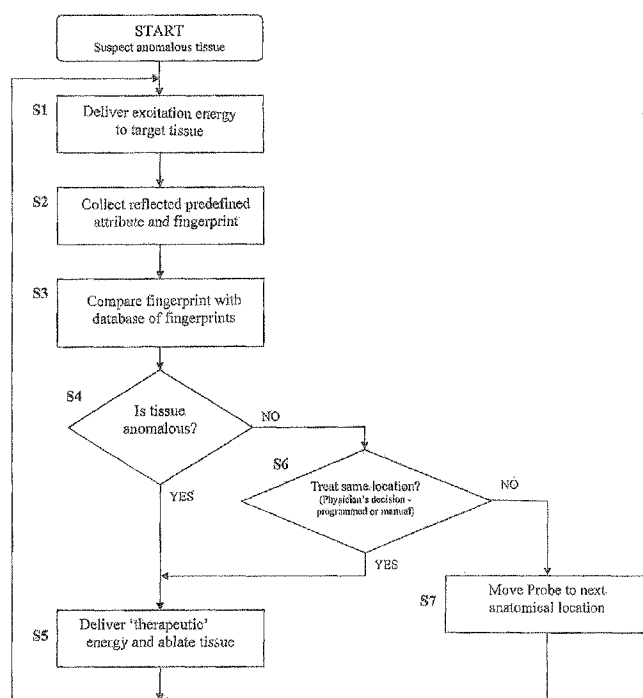 START
Suspect anomalous tissue
S1
Deliver excitation energy
to target tissue
S2
Collect reflected predefined
attribute and fingerprint
S3
Compare fingerprint with
database of fingerprints
S4
Is tissue
anomalous?
NO
YES
S6
Treat same location?
(Physician's decision -
programmed or manual)
NO
YES
S5
Deliver 'therapeutic'
energy and ablate tissue
S7
Move Probe to next
anatomical location